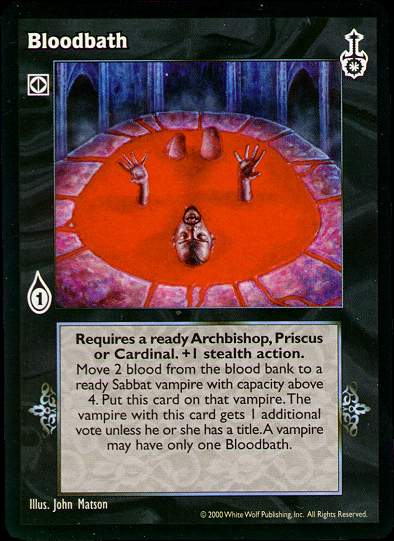 Bloodbath
1
Requires a ready Archbishop, Priscus
or Cardinal. +1 stealth action.
Move 2 blood from the blood bank to a
ready Sabbat vampire with capacity above
4. Put this card on that vampire. The
vampire with this card gets 1 additional
vote unless he or she has a title. A vampire
may have only one Bloodbath.
Illus. John Matson
© 2000 White Wolf Publishing, Inc. All Rights Reserved.